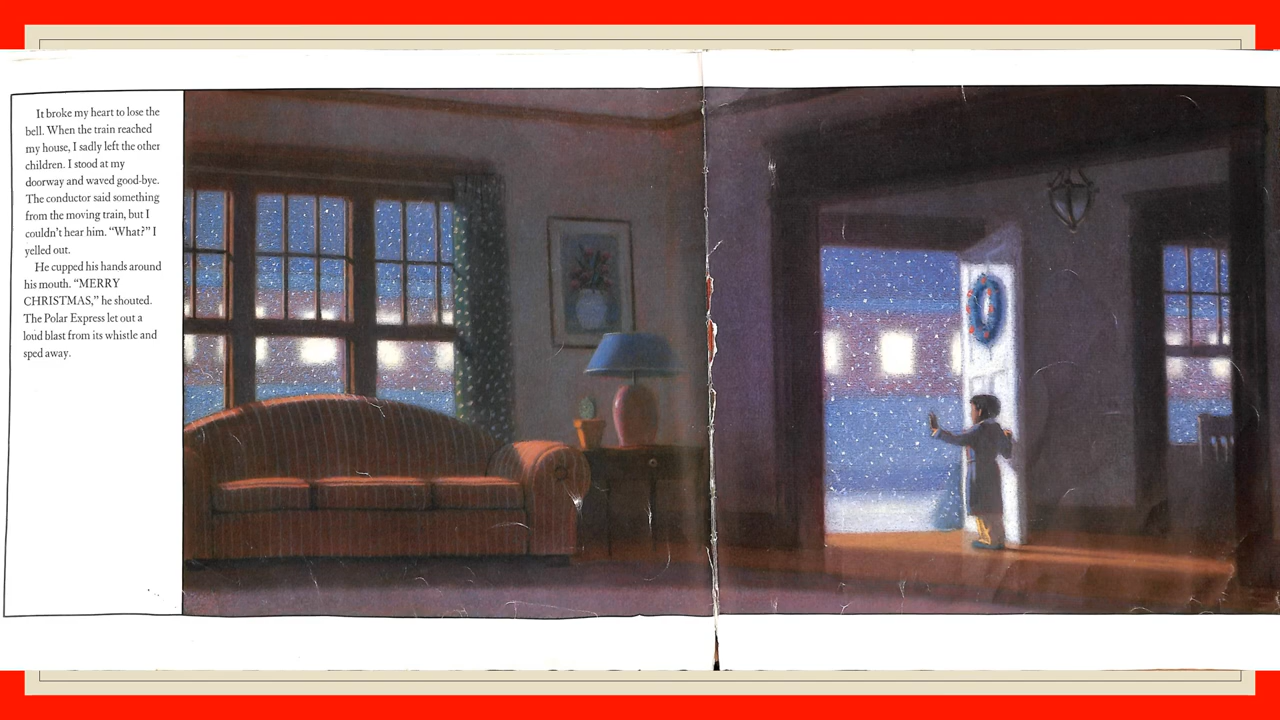 It broke my heart to lose the
bell. When the train reached
my house, I sadly left the other
children. I stood at my
doorway and waved good-bye.
The conductor said something
from the moving train, but I
couldn't hear him. “What?” I
yelled out.
He cupped his hands around
his mouth. “MERRY
CHRISTMAS,” he shouted.
The Polar Express let out a
loud blast from its whistle and
sped away.